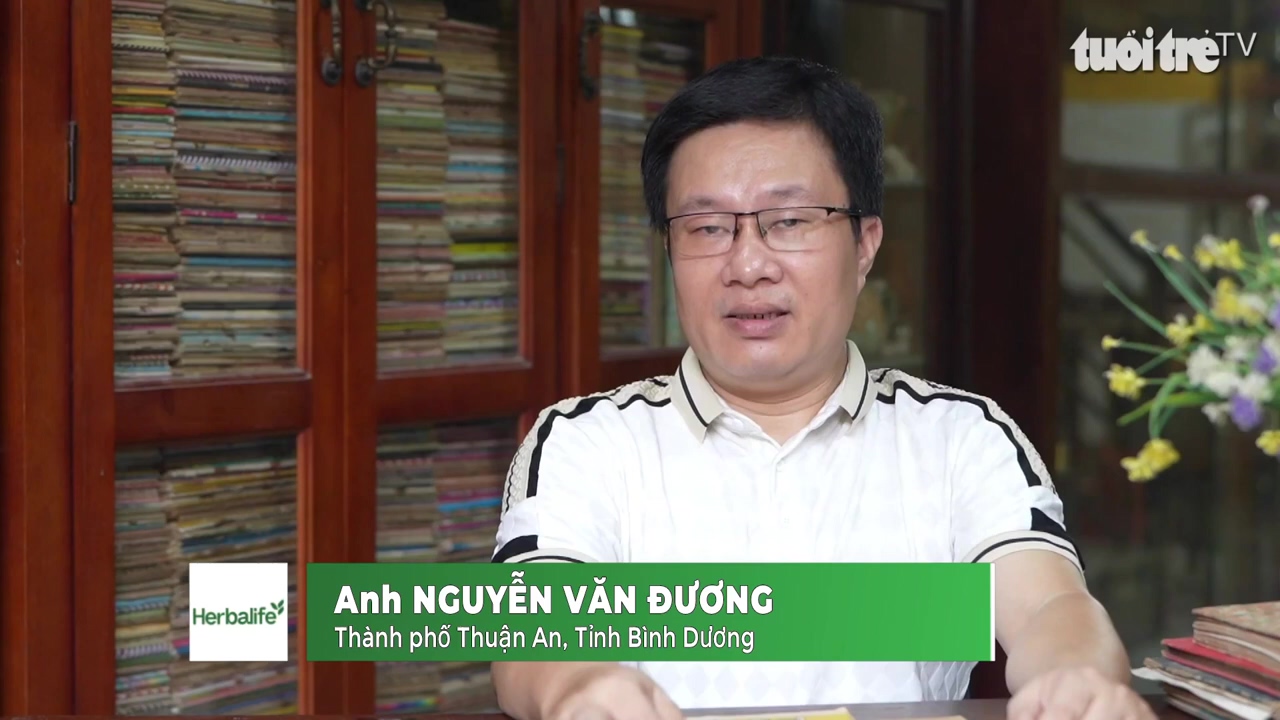 tuổi trẻ TV
Anh NGUYỄN VĂN ĐƯƠNG
Herbalife
Thành phố Thuận An, Tỉnh Bình Dương